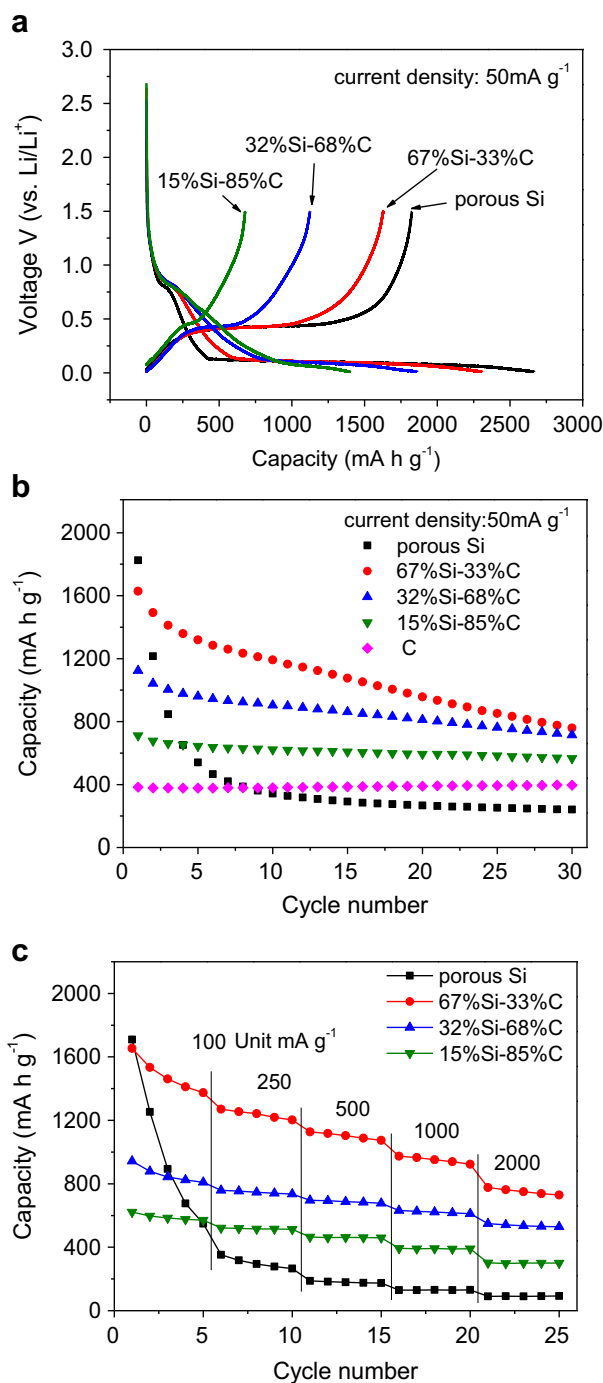 a
3.0
current density: 50mA g⁻¹
2.5
32%Si-68%C
2.0
67%Si-33%C
15%Si-85%C
porous Si
1.5
1.0
0.5
0.0
Voltage V (vs. Li/Li⁺)
0 500 1000 1500 2000 2500 3000
Capacity (mA h g⁻¹)
b
2000
current density:50mA g⁻¹
porous Si
1600
67%Si-33%C
32%Si-68%C
1200
15%Si-85%C
C
800
400
0
Capacity (mA h g⁻¹)
0 5 10 15 20 25 30
Cycle number
c
2000
porous Si
67%Si-33%C
32%Si-68%C
1600
100 Unit mA g⁻¹
15%Si-85%C
250
500
1200
1000
2000
800
400
0
Capacity (mA h g⁻¹)
0 5 10 15 20 25
Cycle number